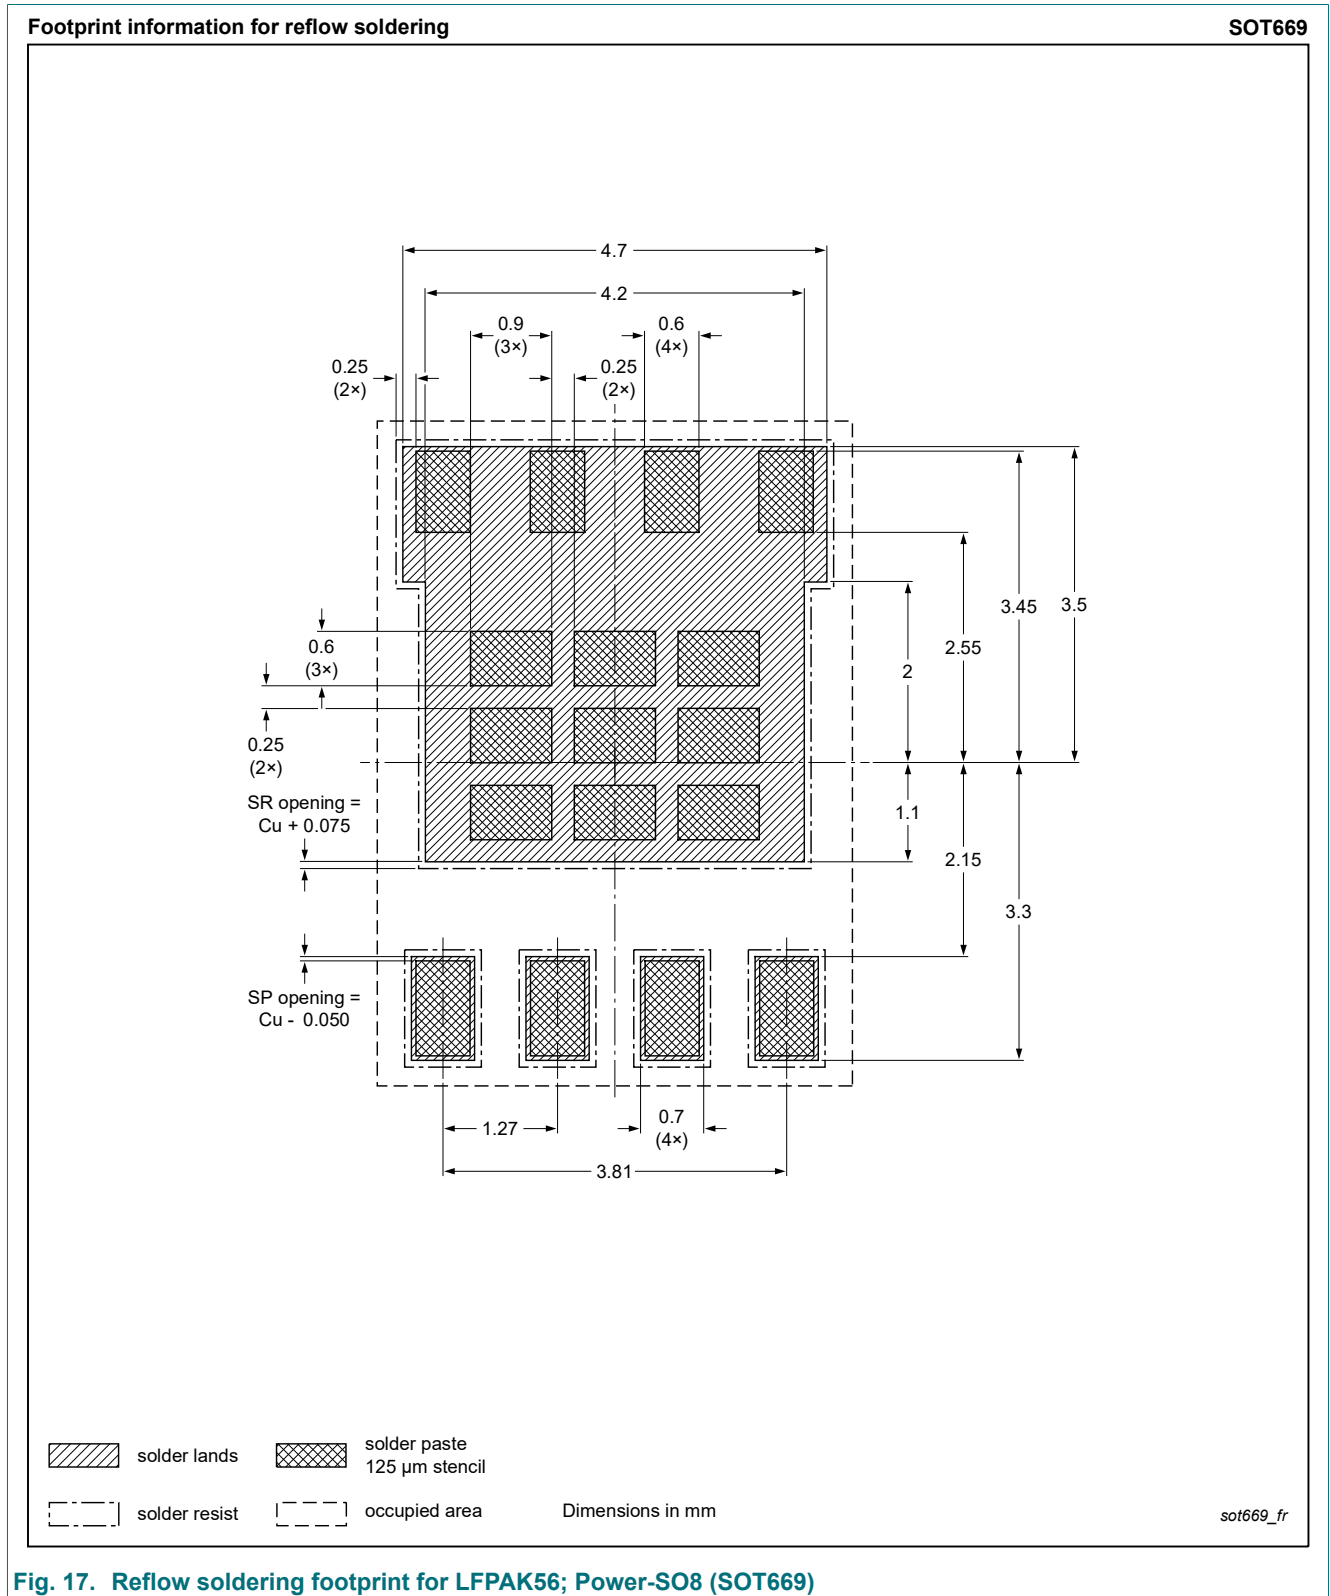 Footprint information for reflow soldering SOT669
4.7
4.2
0.9
(3×)
0.6
(4×)
0.25
(2×)
0.25
(2×)
3.45
3.5
2.55
2
0.6
(3×)
0.25
(2×)
SR opening =
Cu + 0.075
1.1
2.15
3.3
SP opening =
Cu - 0.050
1.27
0.7
(4×)
3.81
solder lands
solder paste
125 µm stencil
solder resist
occupied area
Dimensions in mm
sot669_fr
Fig. 17. Reflow soldering footprint for LFPAK56; Power-SO8 (SOT669)